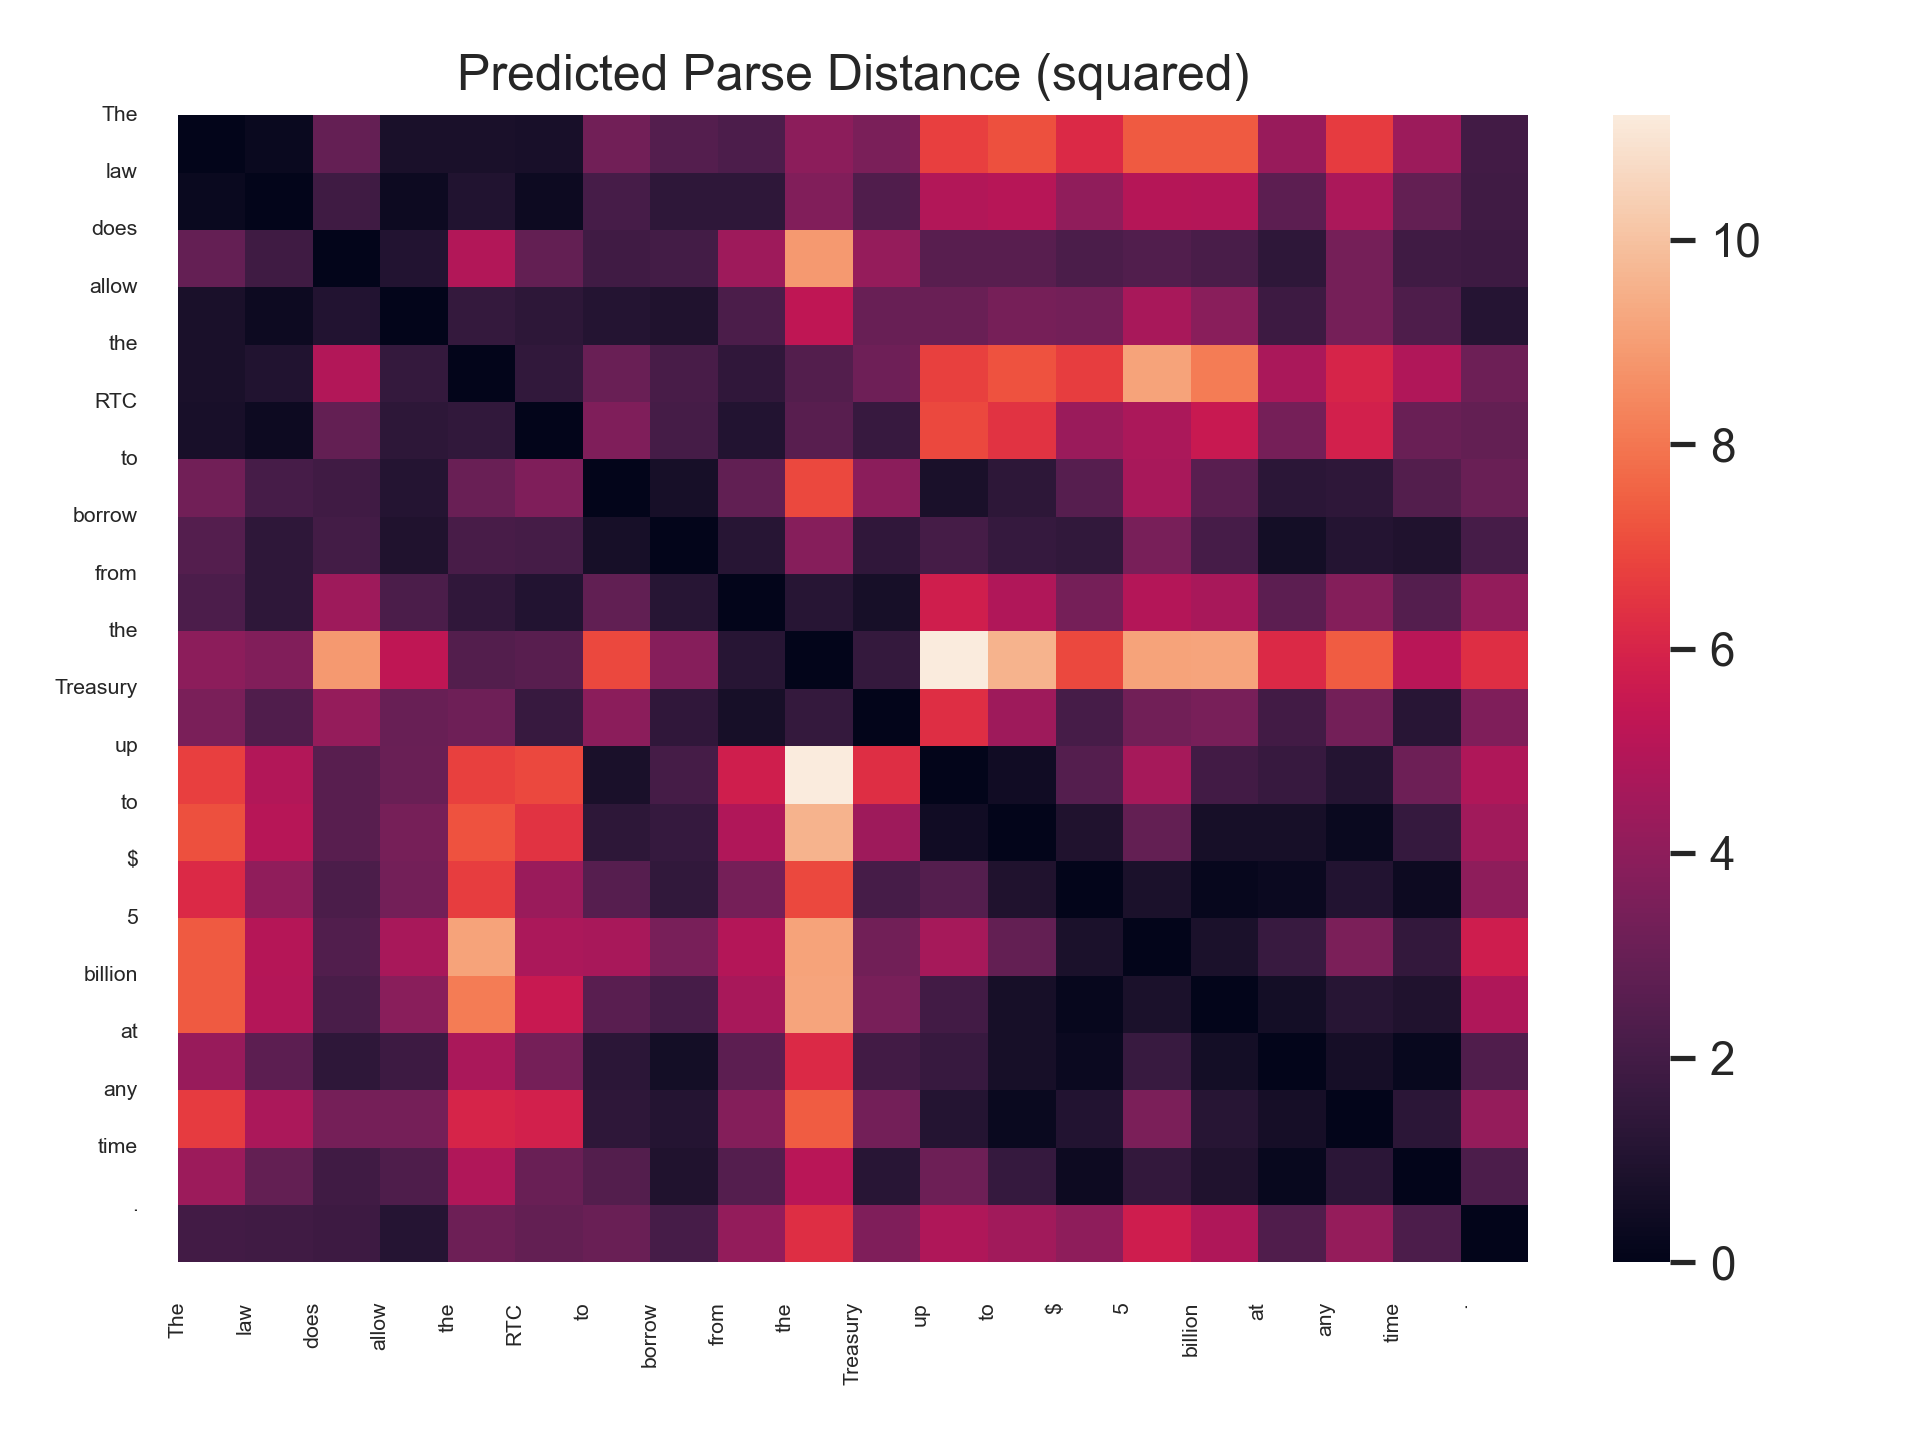 Predicted Parse Distance (squared)
The
law
does
allow
the
RTC
to
borrow
from
the
Treasury
up
to
$
5
billion
at
any
time
.
10
8
6
4
2
0
The law does allow the RTC to borrow from the Treasury up to $ 5 billion at any time .